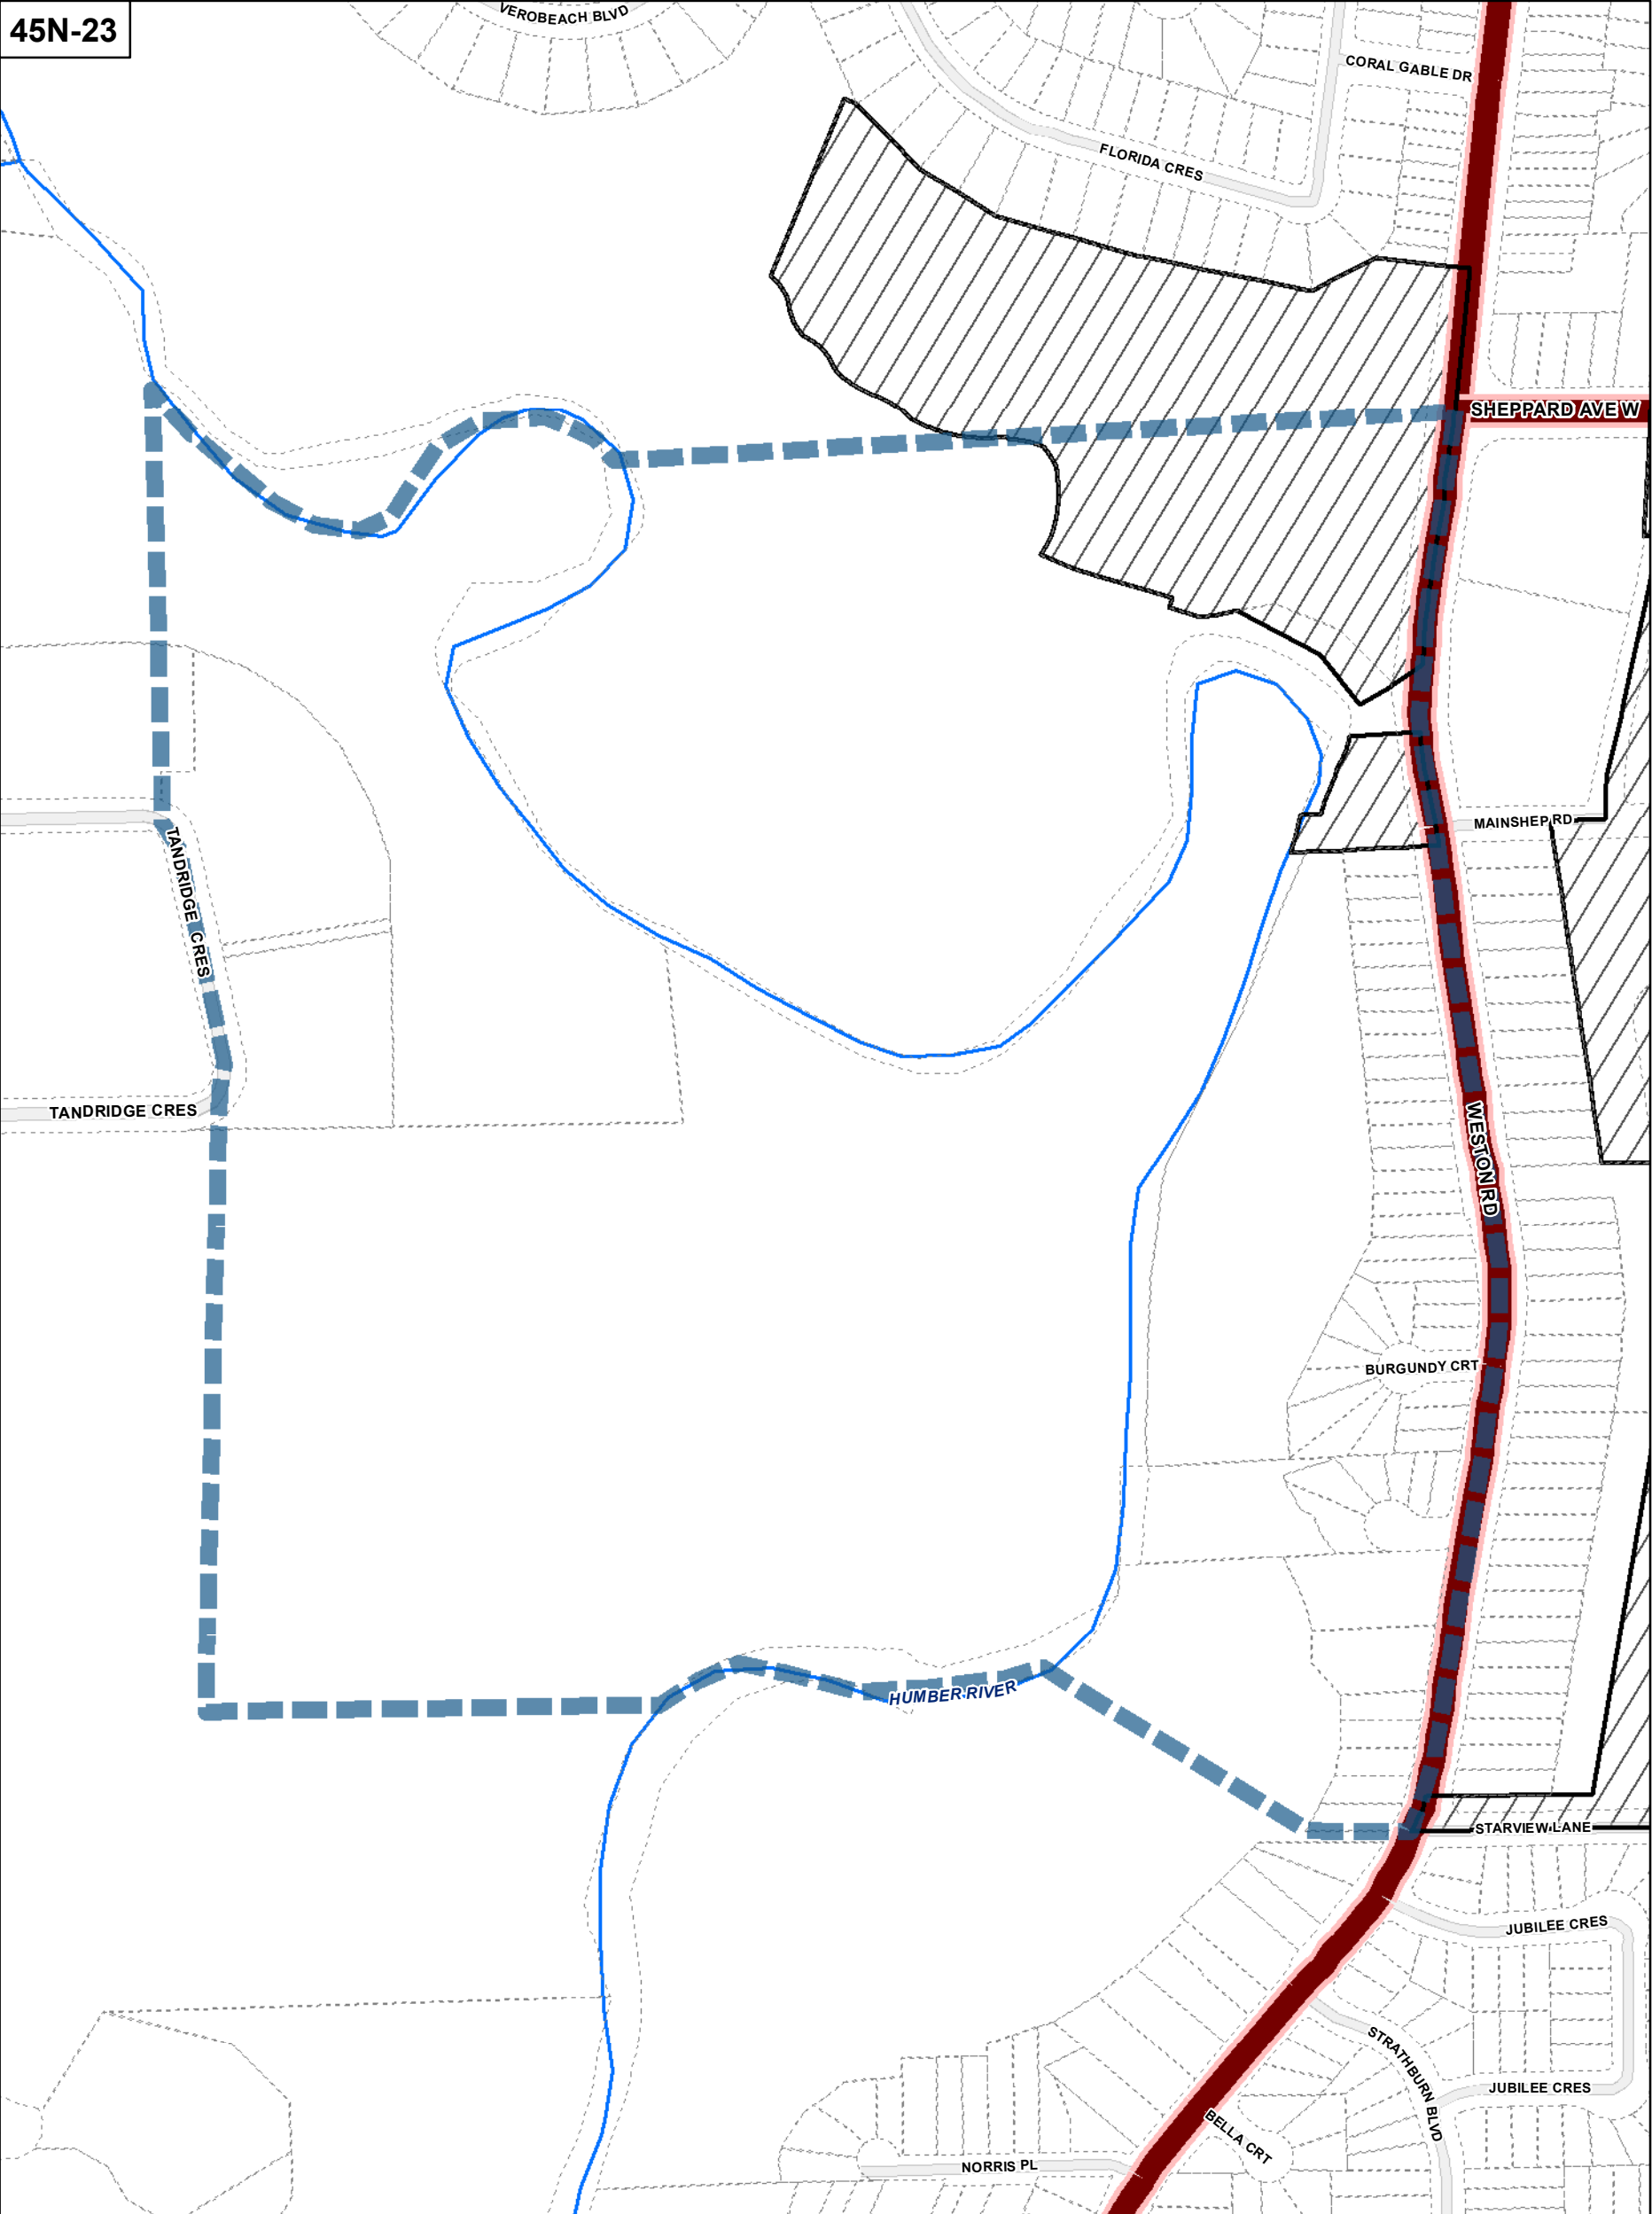 45N-23
VEROBEACH BLVD
CORAL GABLE DR
FLORIDA CRES
SHEPPARD AVE W
MAINSHEP RD
TANDRIDGE CRES
TANDRIDGE CRES
WESTON RD
BURGUNDY CRT
HUMBER RIVER
STARVIEW LANE
JUBILEE CRES
STRATHBURN BLVD
JUBILEE CRES
BELLA CRT
NORRIS PL